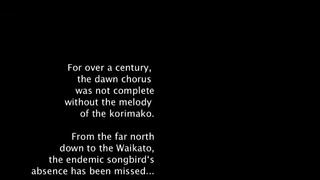 For over a century,
the dawn chorus
was not complete
without the melody
of the korimako.
From the far north
down to the Waikato,
the endemic songbird's
absence has been missed...